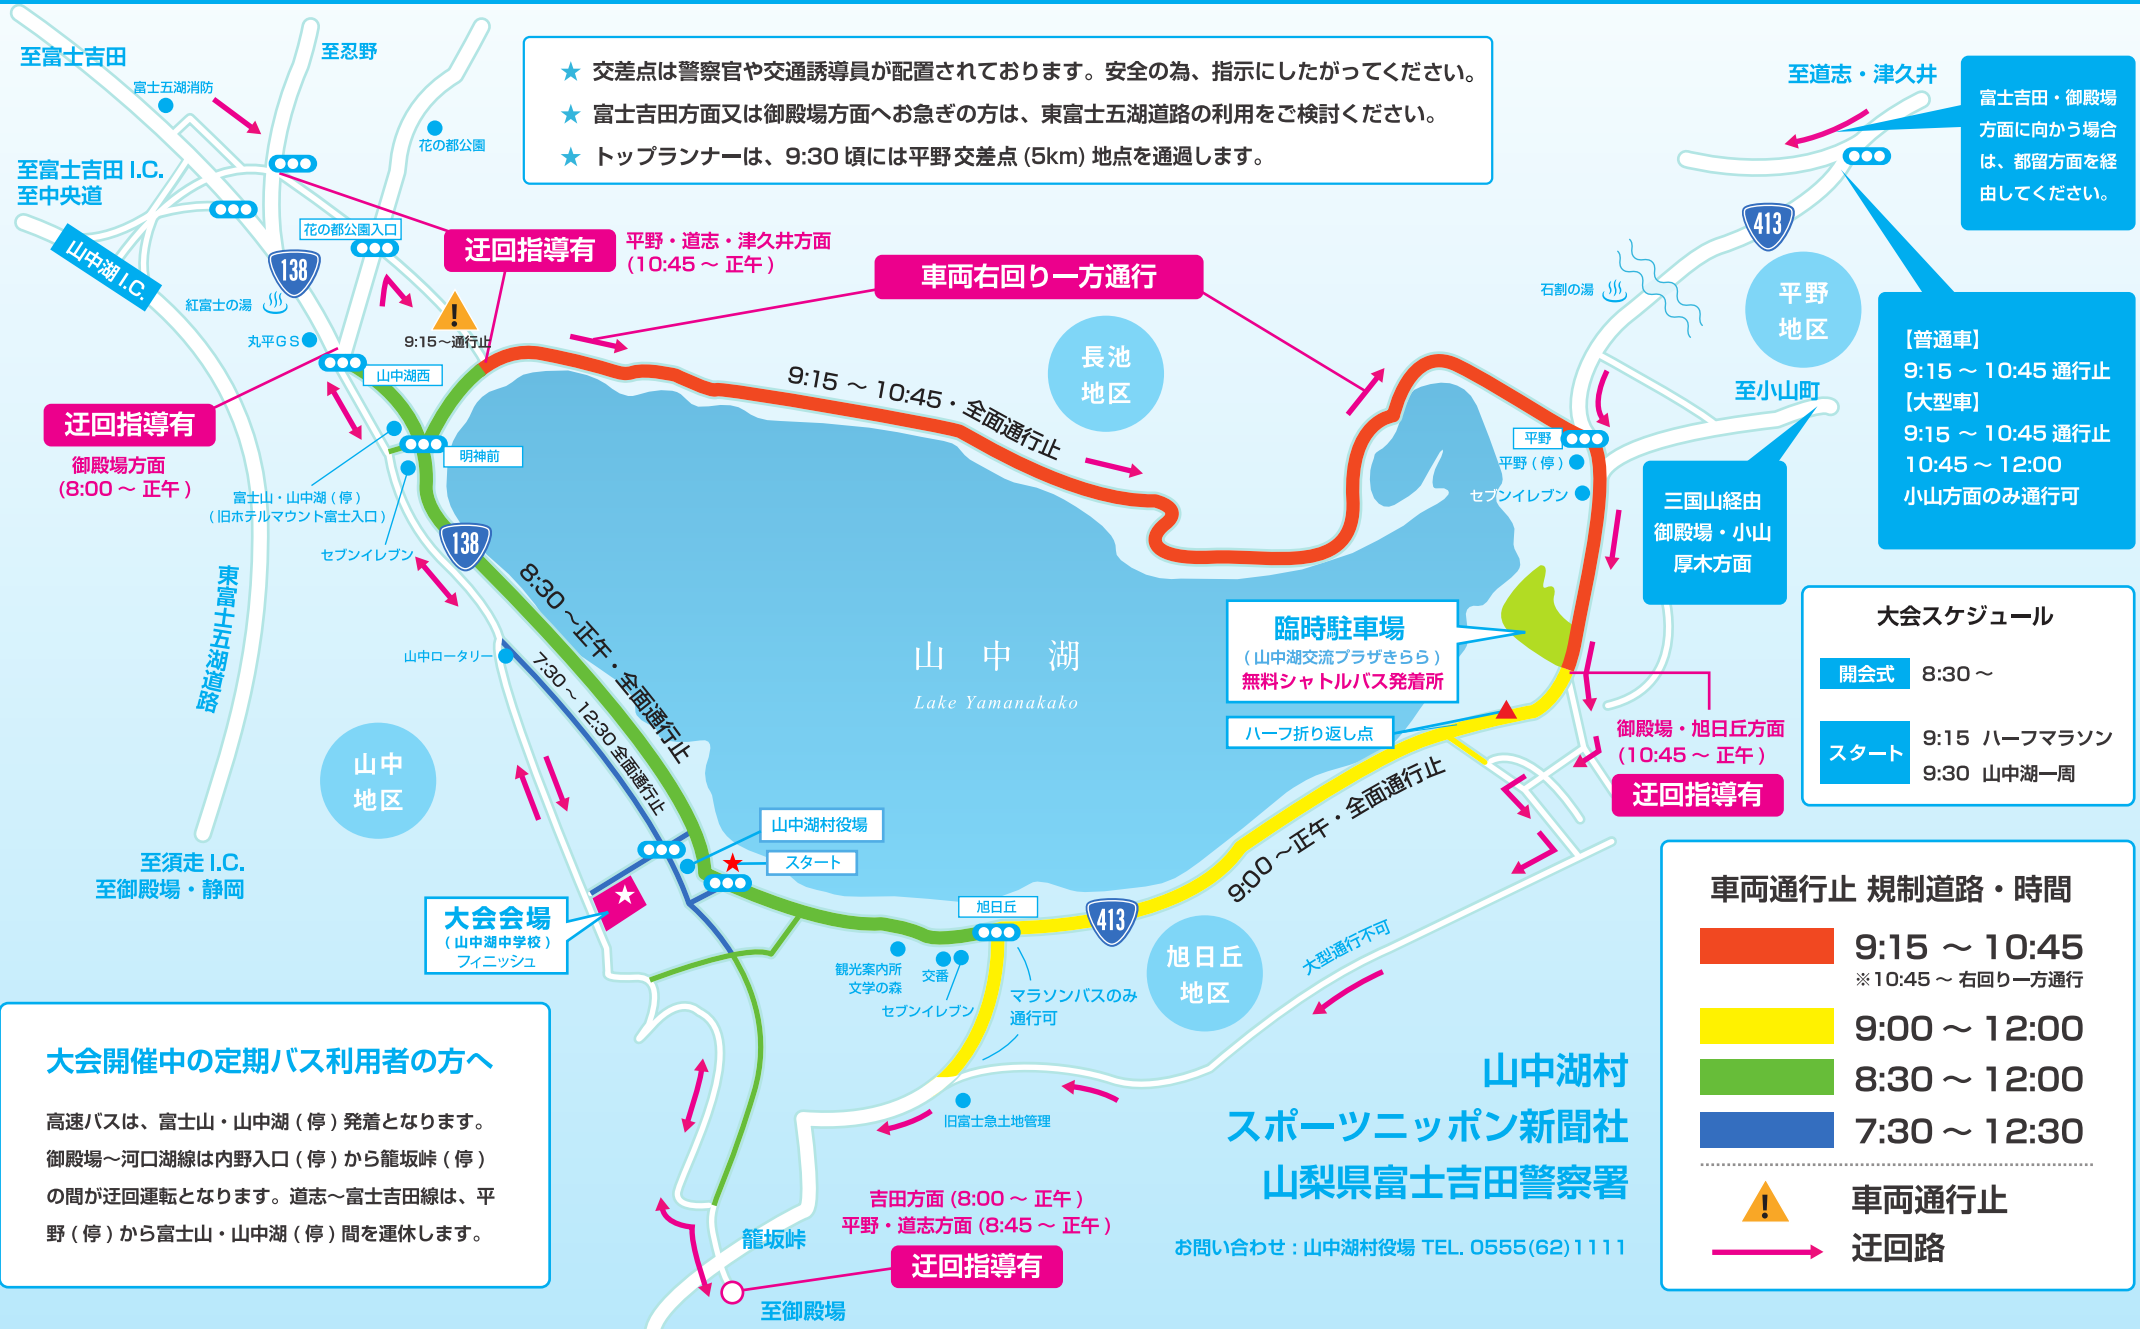 ★ 交差点は警察官や交通誘導員が配置されております。安全の為、指示にしたがってください。
★ 富士吉田方面又は御殿場方面へお急ぎの方は、東富士五湖道路の利用をご検討ください。
★ トップランナーは、9:30 頃には平野交差点 (5km) 地点を通過します。
至富士吉田
富士五湖消防
至忍野
花の都公園
至富士吉田 I.C.
至中央道
山中湖 I.C.
花の都公園入口
138
紅富士の湯
丸平GS
迂回指導有
平野・道志・津久井方面
(10:45 ～ 正午)
9:15～通行止
山中湖西
迂回指導有
御殿場方面
(8:00 ～ 正午)
明神前
富士山・山中湖 (停)
(旧ホテルマウント富士入口)
セブンイレブン
138
東富士五湖道路
車両右回り一方通行
長池
地区
9:15 ～ 10:45・全面通行止
至道志・津久井
富士吉田・御殿場
方面に向かう場合
は、都留方面を経
由してください。
413
平野
地区
石割の湯
【普通車】
9:15 ～ 10:45 通行止
【大型車】
9:15 ～ 10:45 通行止
10:45 ～ 12:00
小山方面のみ通行可
至小山町
平野
平野 (停)
セブンイレブン
三国山経由
御殿場・小山
厚木方面
8:30 ～正午・全面通行止
7:30 ～ 12:30 全面通行止
山中ロータリー
山中
地区
山中湖
Lake Yamanakako
臨時駐車場
(山中湖交流プラザきらら)
無料シャトルバス発着所
ハーフ折り返し点
御殿場・旭日丘方面
(10:45 ～ 正午)
迂回指導有
大会スケジュール
開会式 8:30 ～
スタート 9:15 ハーフマラソン
9:30 山中湖一周
至須走 I.C.
至御殿場・静岡
山中湖村役場
スタート
大会会場
(山中湖中学校)
フィニッシュ
旭日丘
413
9:00 ～正午・全面通行止
旭日丘
地区
大型通行不可
観光案内所
文学の森
交番
セブンイレブン
マラソンバスのみ
通行可
旧富士急土地管理
車両通行止 規制道路・時間
9:15 ～ 10:45
※10:45 ～ 右回り一方通行
9:00 ～ 12:00
8:30 ～ 12:00
7:30 ～ 12:30
車両通行止
迂回路
大会開催中の定期バス利用者の方へ
高速バスは、富士山・山中湖 (停) 発着となります。
御殿場～河口湖線は内野入口 (停) から籠坂峠 (停)
の間が迂回運転となります。道志～富士吉田線は、平
野 (停) から富士山・山中湖 (停) 間を運休します。
籠坂峠
至御殿場
吉田方面 (8:00 ～ 正午)
平野・道志方面 (8:45 ～ 正午)
迂回指導有
山中湖村
スポーツニッポン新聞社
山梨県富士吉田警察署
お問い合わせ : 山中湖村役場 TEL. 0555(62)1111